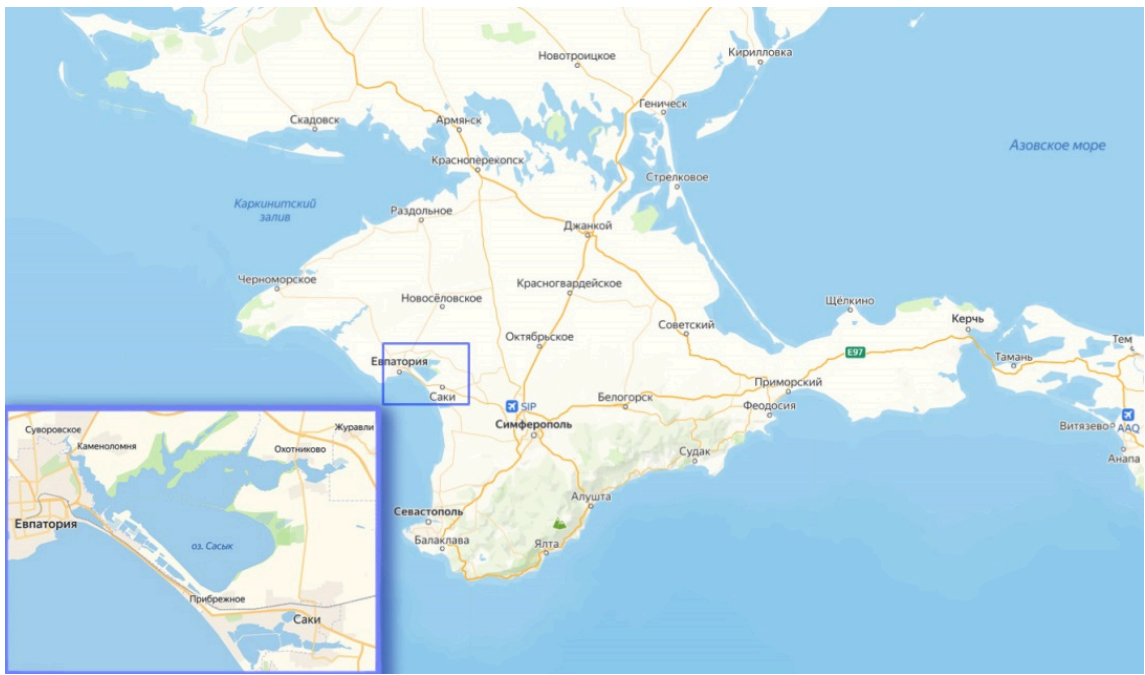 Новотроицкое
Кирилловка
Геническ
Скадовск
Армянск
Азовское море
Красноперекопск
Стрелковое
Каркинитский
залив
Раздольное
Джанкой
Черноморское
Красногвардейское
Новосёловское
Щёлкино
Керчь
Советский
Октябрьское
Тем
Е97
Тамань
Евпатория
Приморский
Саки
SIP
Белогорск
Феодосия
Симферополь
Витязево
AAQ
Судак
Анапа
Алушта
Севастополь
Балаклава
Ялта
Суворовское
Журавли
Каменоломня
Охотниково
Евпатория
оз. Сасык
Прибрежное
Саки